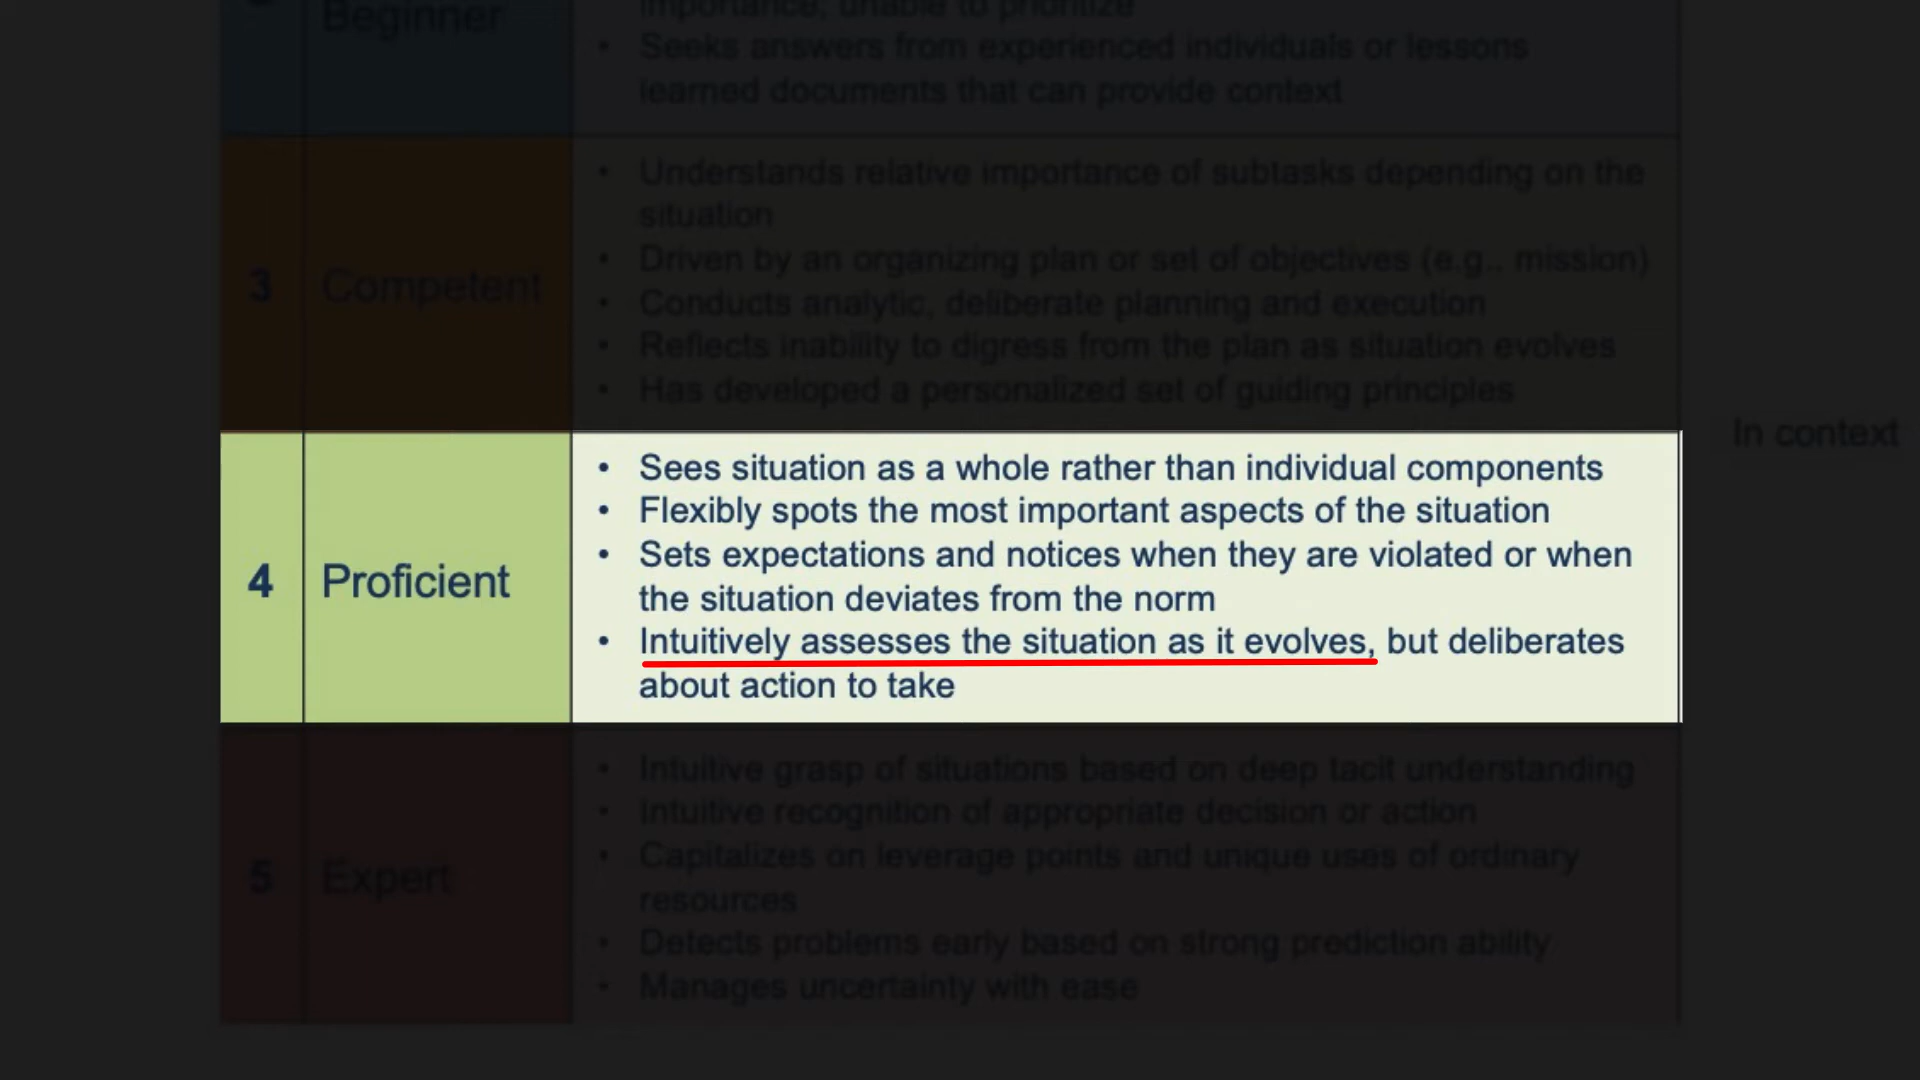 Beginner
importance; unable to prioritize
• Seeks answers from experienced individuals or lessons
learned documents that can provide context
3 Competent
• Understands relative importance of subtasks depending on the
situation
• Driven by an organizing plan or set of objectives (e.g., mission)
• Conducts analytic, deliberate planning and execution
• Reflects inability to digress from the plan as situation evolves
• Has developed a personalized set of guiding principles
In context
4 Proficient
• Sees situation as a whole rather than individual components
• Flexibly spots the most important aspects of the situation
• Sets expectations and notices when they are violated or when
the situation deviates from the norm
• Intuitively assesses the situation as it evolves, but deliberates
about action to take
5 Expert
• Intuitive grasp of situations based on deep tacit understanding
• Intuitive recognition of appropriate decision or action
• Capitalizes on leverage points and unique uses of ordinary
resources
• Detects problems early based on strong prediction ability
• Manages uncertainty with ease